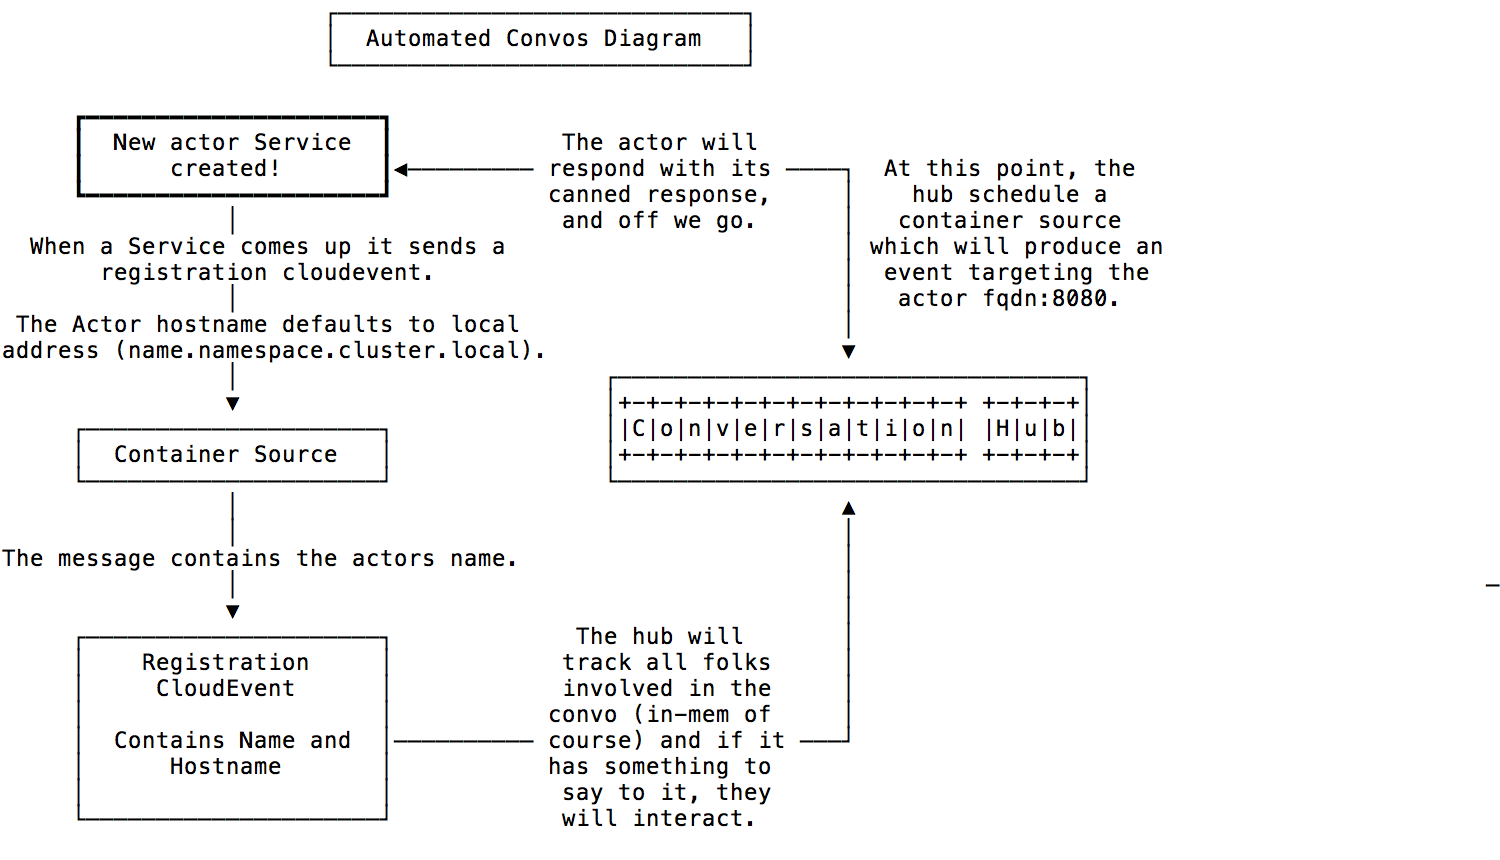 Automated Convos Diagram
New actor Service
created!
The actor will
respond with its
canned response,
and off we go.
At this point, the
hub schedule a
container source
which will produce an
event targeting the
actor fqdn:8080.
When a Service comes up it sends a
registration cloudevent.
The Actor hostname defaults to local
address (name.namespace.cluster.local).
+-+-+-+-+-+-+-+-+-+-+-+-+ +-+-+-+
|C|o|n|v|e|r|s|a|t|i|o|n| |H|u|b|
+-+-+-+-+-+-+-+-+-+-+-+-+ +-+-+-+
Container Source
The message contains the actors name.
Registration
CloudEvent
Contains Name and
Hostname
The hub will
track all folks
involved in the
convo (in-mem of
course) and if it
has something to
say to it, they
will interact.